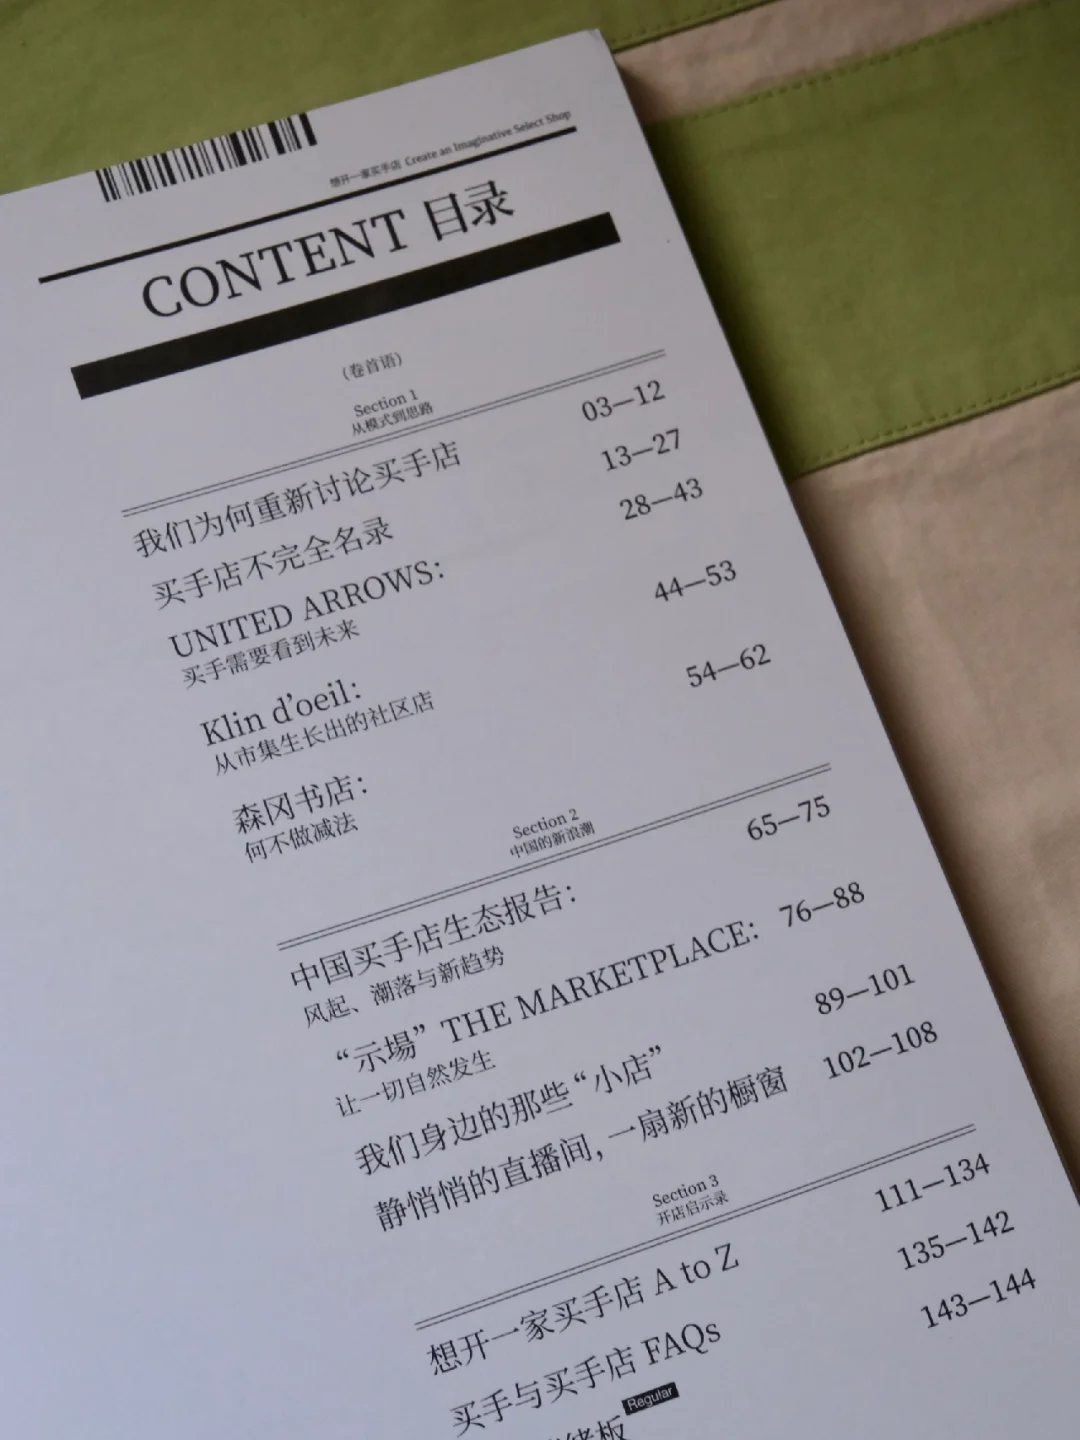 想开一家买手店 Create an Imaginative Select Shop
CONTENT 目录
（卷首语）
Section 1
从模式到思路
我们为何重新讨论买手店 03—12
买手店不完全名录 13—27
UNITED ARROWS: 28—43
买手需要看到未来
Klin d’oeil: 44—53
从市集生长出的社区店
森冈书店： 54—62
何不做减法
Section 2
中国的新浪潮
中国买手店生态报告： 65—75
风起、潮落与新趋势
“示場” THE MARKETPLACE: 76—88
让一切自然发生
我们身边的那些“小店” 89—101
静悄悄的直播间，一扇新的橱窗 102—108
Section 3
开店启示录
想开一家买手店 A to Z 111—134
买手与买手店 FAQs 135—142
Regular 143—144
绪板